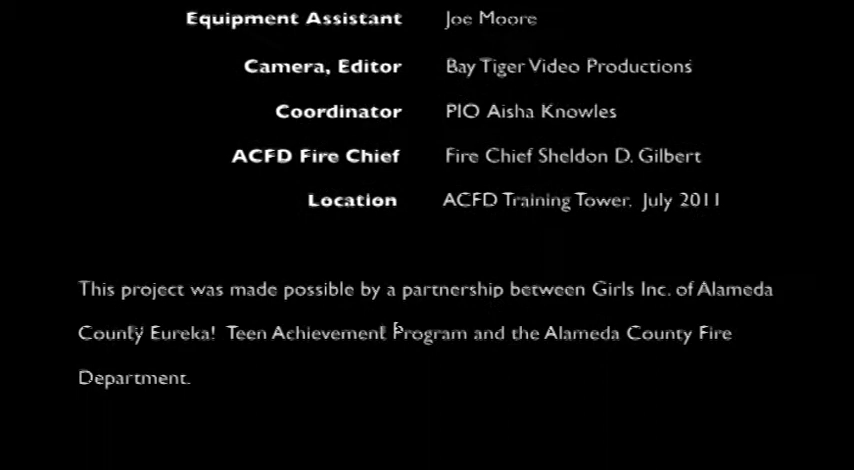 Equipment Assistant Joe Moore
Camera, Editor Bay Tiger Video Productions
Coordinator PIO Aisha Knowles
ACFD Fire Chief Fire Chief Sheldon D. Gilbert
Location ACFD Training Tower. July 2011
This project was made possible by a partnership between Girls Inc. of Alameda
County Eureka! Teen Achievement Program and the Alameda County Fire
Department.